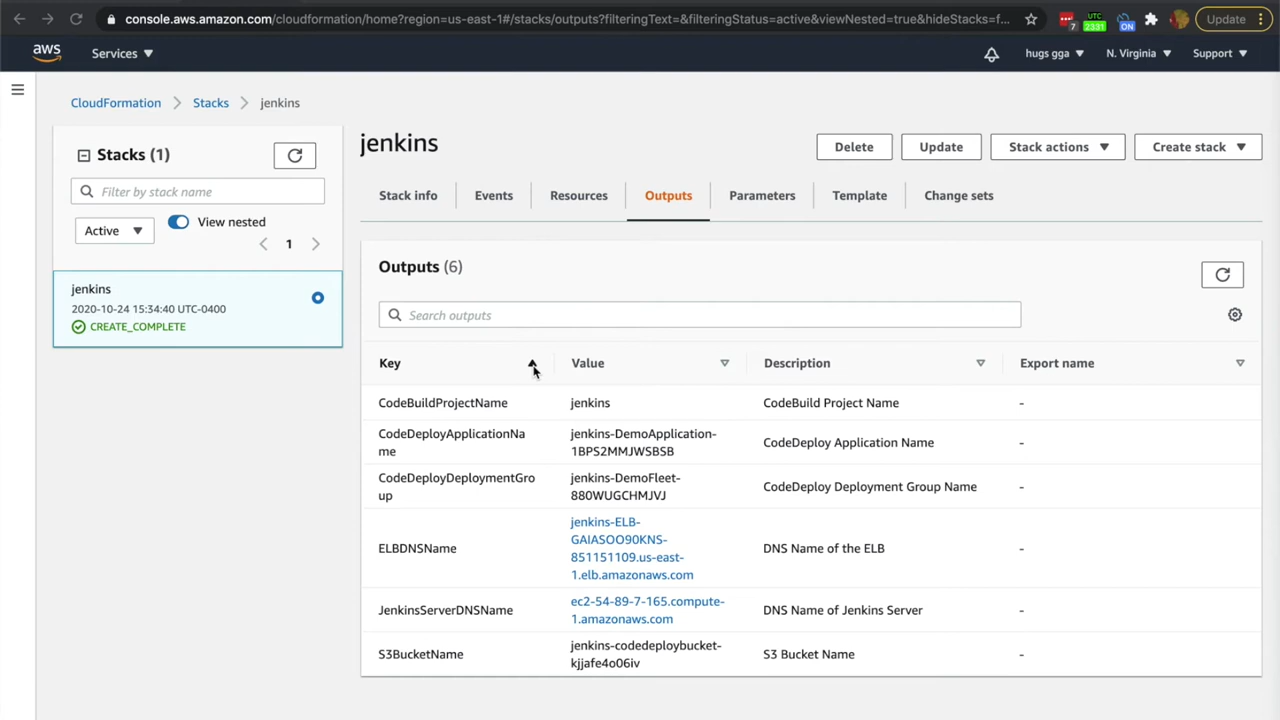 console.aws.amazon.com/cloudformation/home?region=us-east-1#/stacks/outputs?filteringText=&filteringStatus=active&viewNested=true&hideStacks=f...
7
UTC
2331
ON
Update
aws
Services
hugs gga
N. Virginia
Support
CloudFormation
Stacks
jenkins
Stacks (1)
Filter by stack name
Active
View nested
1
jenkins
2020-10-24 15:34:40 UTC-0400
CREATE_COMPLETE
jenkins
Delete
Update
Stack actions
Create stack
Stack info
Events
Resources
Outputs
Parameters
Template
Change sets
Outputs (6)
Search outputs
Key
Value
Description
Export name
CodeBuildProjectName
jenkins
CodeBuild Project Name
-
CodeDeployApplicationNa
me
jenkins-DemoApplication-
1BPS2MMJWSBSB
CodeDeploy Application Name
-
CodeDeployDeploymentGro
up
jenkins-DemoFleet-
880WUGCHMJVJ
CodeDeploy Deployment Group Name
-
ELBDNSName
jenkins-ELB-
GAIASOO90KNS-
851151109.us-east-
1.elb.amazonaws.com
DNS Name of the ELB
-
JenkinsServerDNSName
ec2-54-89-7-165.compute-
1.amazonaws.com
DNS Name of Jenkins Server
-
S3BucketName
jenkins-codedeploybucket-
kjjafe4o06iv
S3 Bucket Name
-